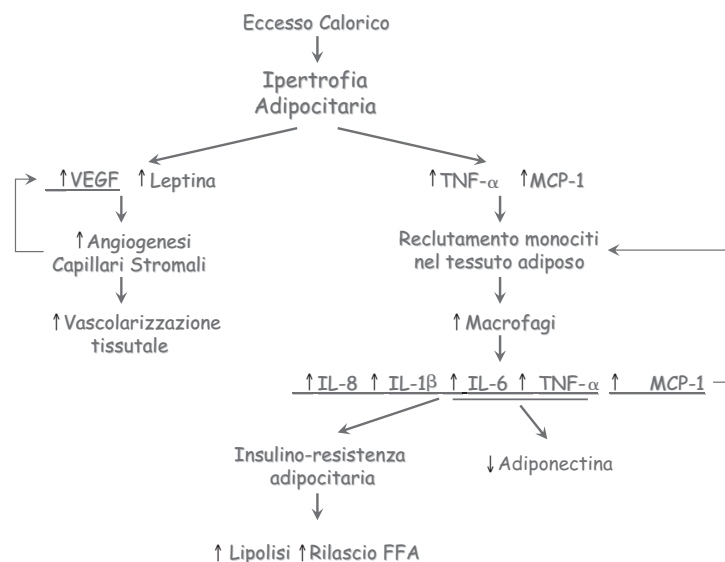 Eccesso Calorico
Ipertrofia
Adipocitaria
↑VEGF ↑Leptina
↑TNF-α ↑MCP-1
↑Angiogenesi
Capillari Stromali
Reclutamento monociti
nel tessuto adiposo
↑Vascolarizzazione
tissutale
↑Macrofagi
↑IL-8 ↑ IL-1β ↑ IL-6 ↑ TNF-α ↑ MCP-1
Insulino-resistenza
adipocitaria
↓Adiponectina
↑ Lipolisi ↑Rilascio FFA